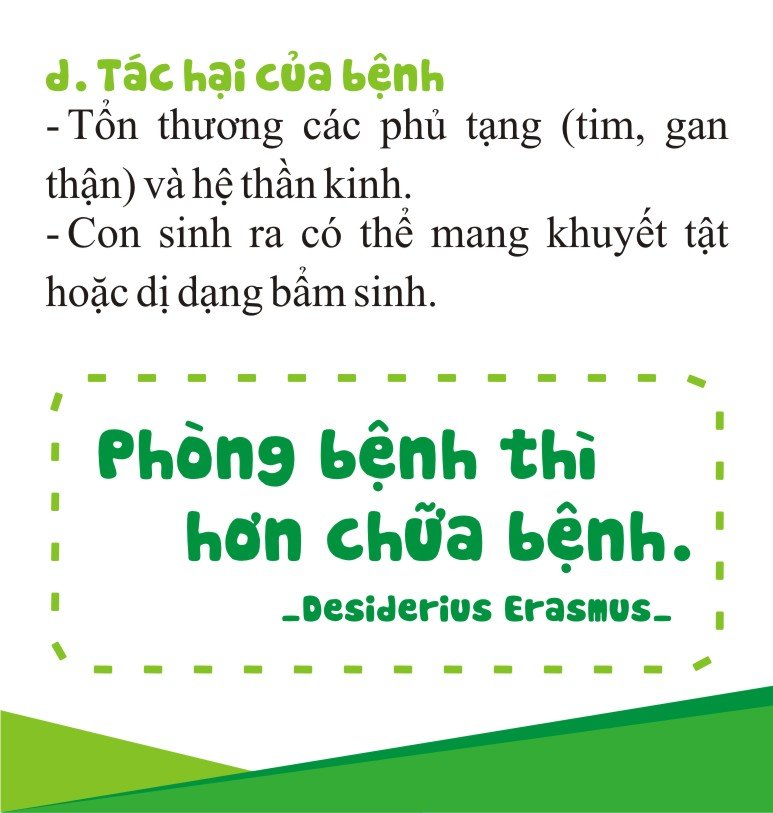 d. Tác hại của bệnh
- Tổn thương các phủ tạng (tim, gan
thận) và hệ thần kinh.
- Con sinh ra có thể mang khuyết tật
hoặc dị dạng bẩm sinh.
Phòng bệnh thì
hơn chữa bệnh.
_Desiderius Erasmus_